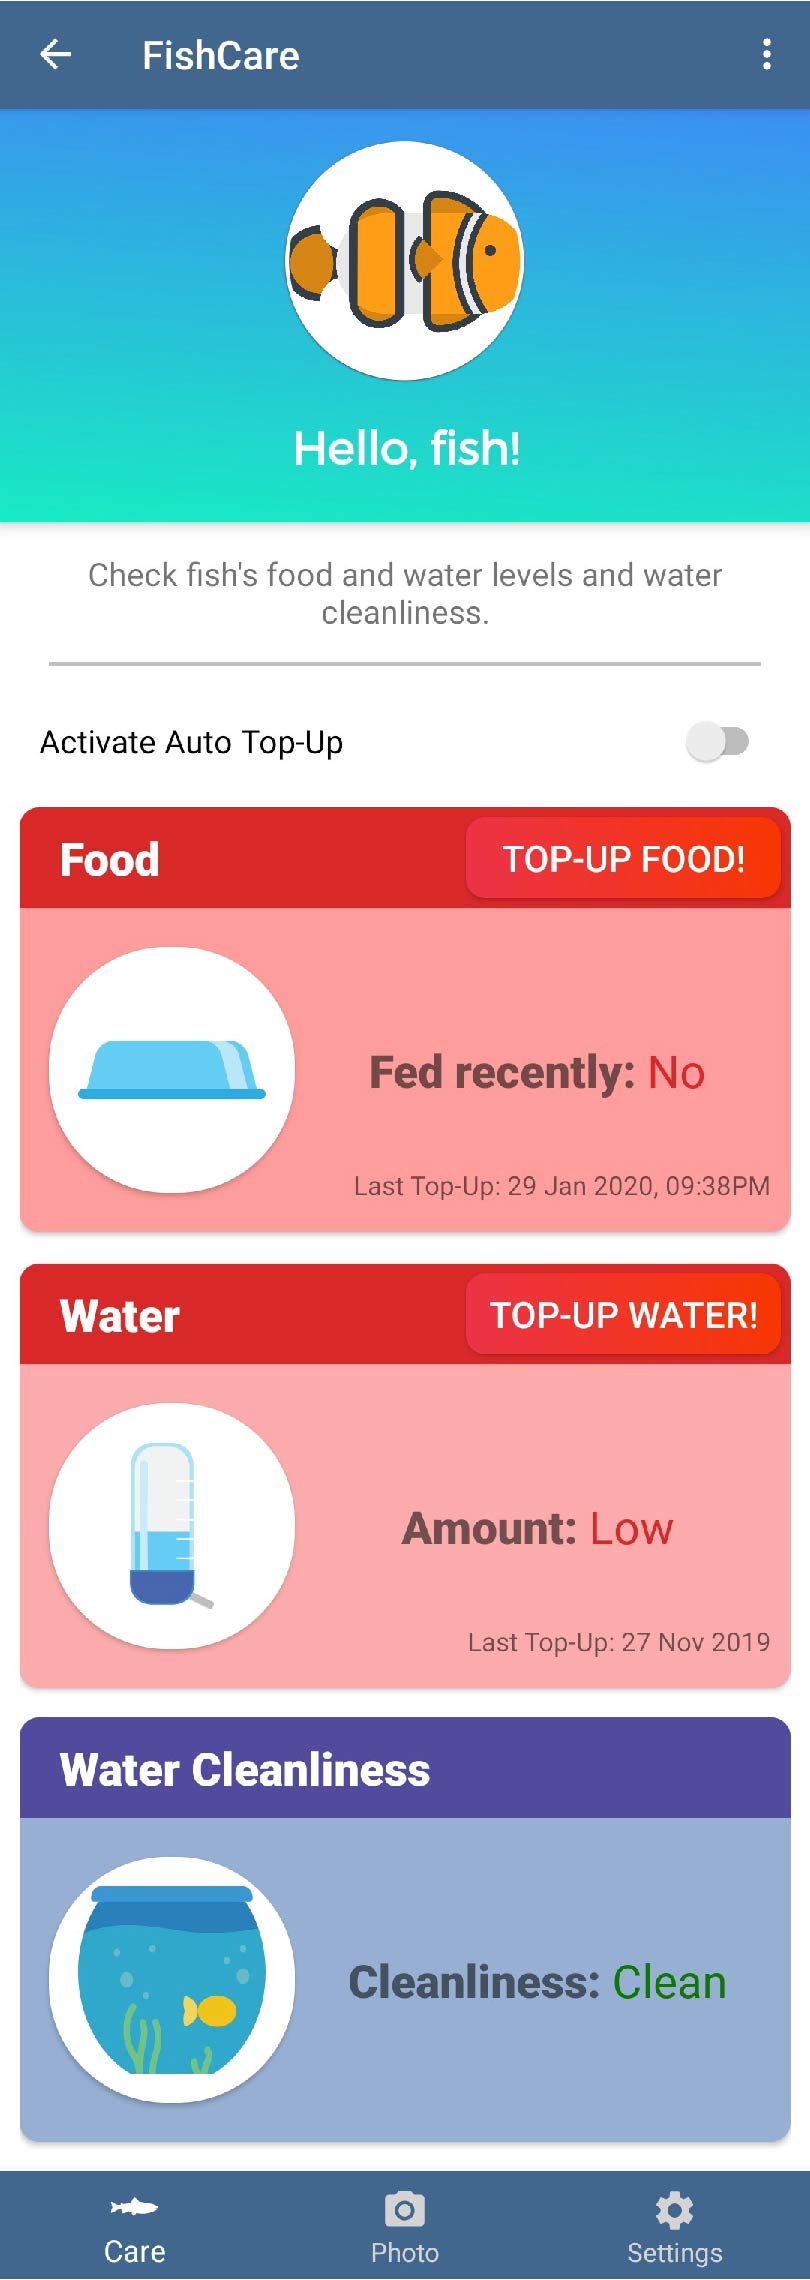 FishCare
Hello, fish!
Check fish's food and water levels and water
cleanliness.
Activate Auto Top-Up
Food
TOP-UP FOOD!
Fed recently: No
Last Top-Up: 29 Jan 2020, 09:38PM
Water
TOP-UP WATER!
Amount: Low
Last Top-Up: 27 Nov 2019
Water Cleanliness
Cleanliness: Clean
Care
Photo
Settings